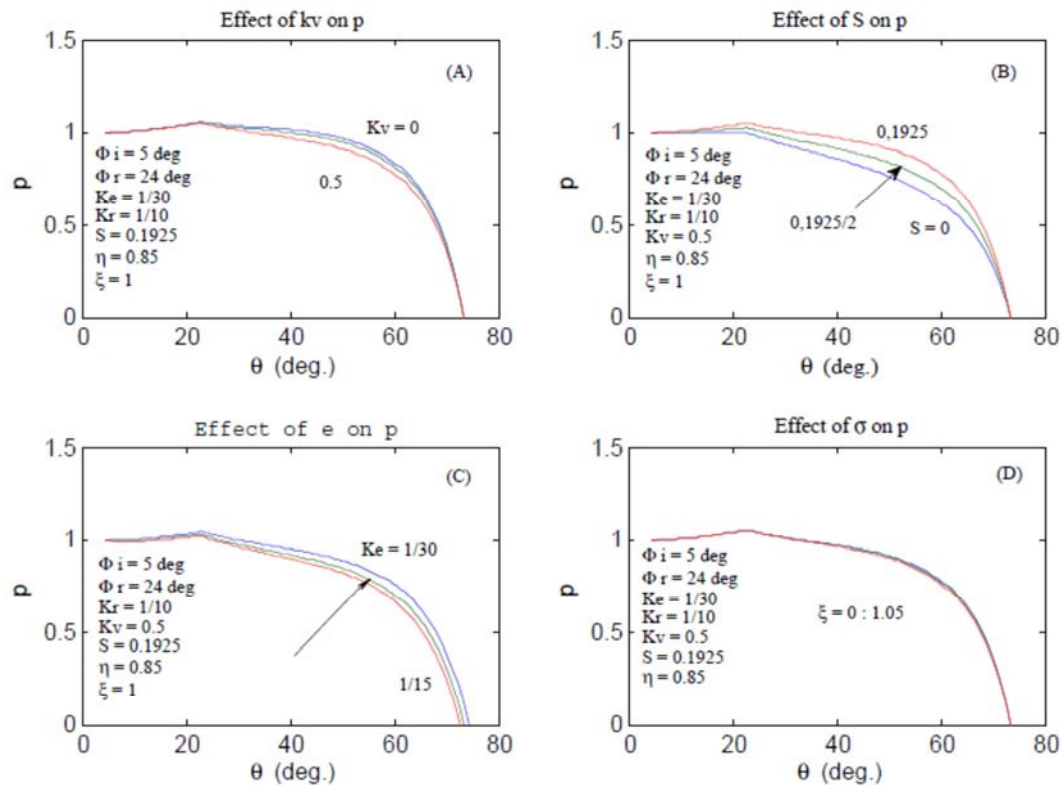 Effect of kv on p
1.5
(A)
Kv = 0
1
Φ i = 5 deg
Φ r = 24 deg
Ke = 1/30
Kr = 1/10
S = 0.1925
Kv = 0.5
η = 0.85
ξ = 1
0.5
p
0.5
0
0
20
40
60
80
θ (deg.)
Effect of S on p
1.5
(B)
0,1925
1
Φ i = 5 deg
Φ r = 24 deg
Ke = 1/30
Kr = 1/10
Kv = 0.5
η = 0.85
ξ = 1
0,1925/2
S = 0
p
0.5
0
0
20
40
60
80
θ (deg.)
Effect of e on p
1.5
(C)
Ke = 1/30
1
Φ i = 5 deg
Φ r = 24 deg
Kr = 1/10
Kv = 0.5
S = 0.1925
η = 0.85
ξ = 1
1/15
p
0.5
0
0
20
40
60
80
θ (deg.)
Effect of σ on p
1.5
(D)
1
Φ i = 5 deg
Φ r = 24 deg
Ke = 1/30
Kr = 1/10
Kv = 0.5
S = 0.1925
η = 0.85
ξ = 0 : 1.05
p
0.5
0
0
20
40
60
80
θ (deg.)